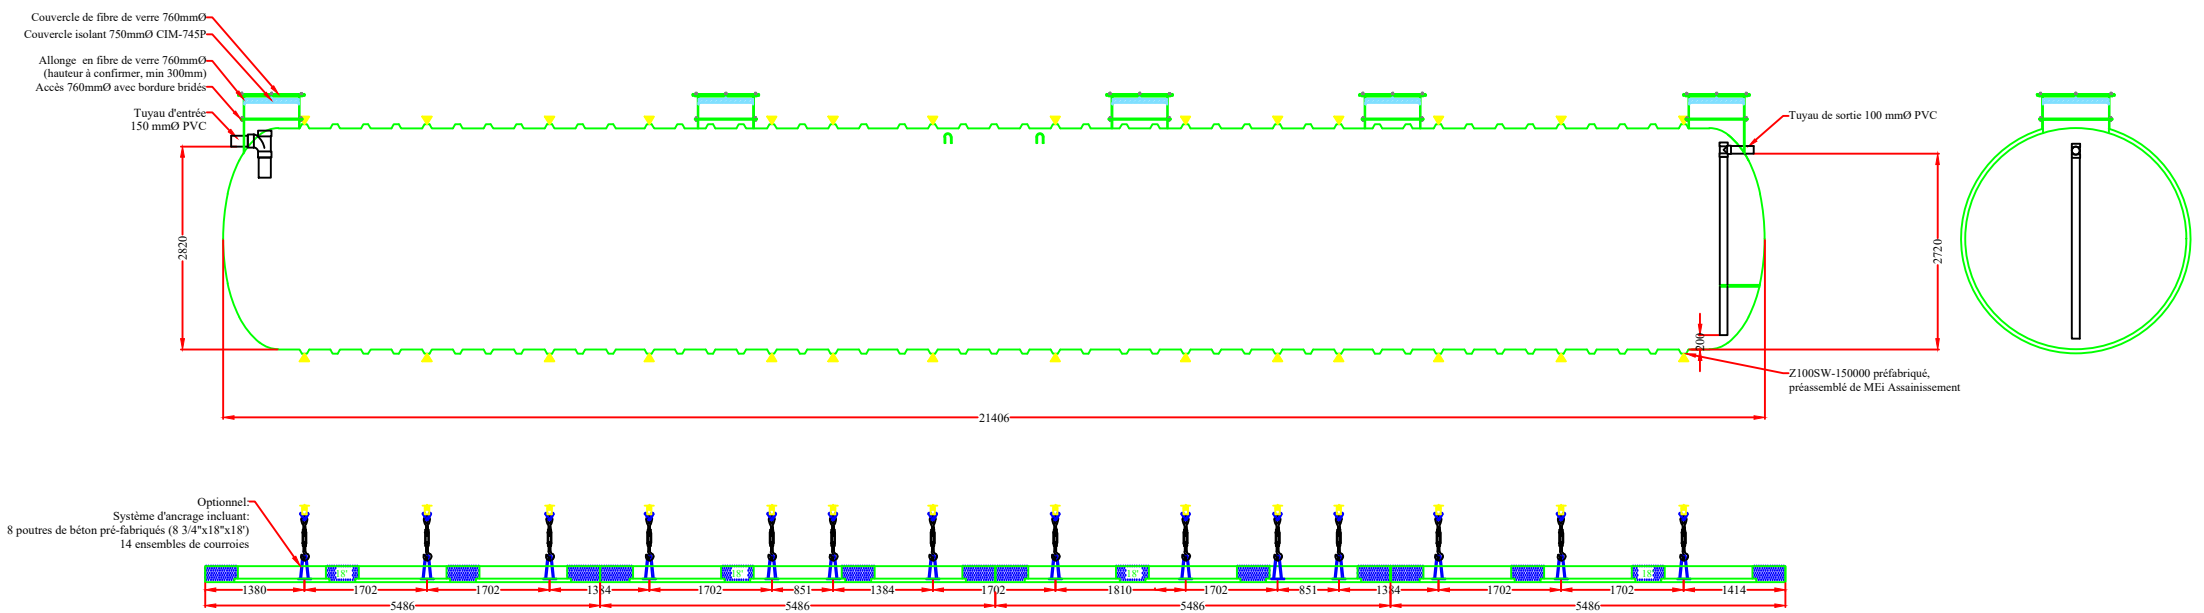 Couvercle de fibre de verre 760mmØ
Couvercle isolant 750mmØ CIM-745P
Allonge en fibre de verre 760mmØ
(hauteur à confirmer, min 300mm)
Accès 760mmØ avec bordure bridés
Tuyau d'entrée
150 mmØ PVC
Tuyau de sortie 100 mmØ PVC
2820
2720
200
Z100SW-150000 préfabriqué,
préassemblé de MEi Assainissement
21406
Optionnel:
Système d'ancrage incluant:
8 poutres de béton pré-fabriqués (8 3/4"x18"x18')
14 ensembles de courroies
18' 18' 18' 18'
1380 1702 1702 1384 1702 851 1384 1702 1810 1702 851 1384 1702 1702 1414
5486 5486 5486 5486